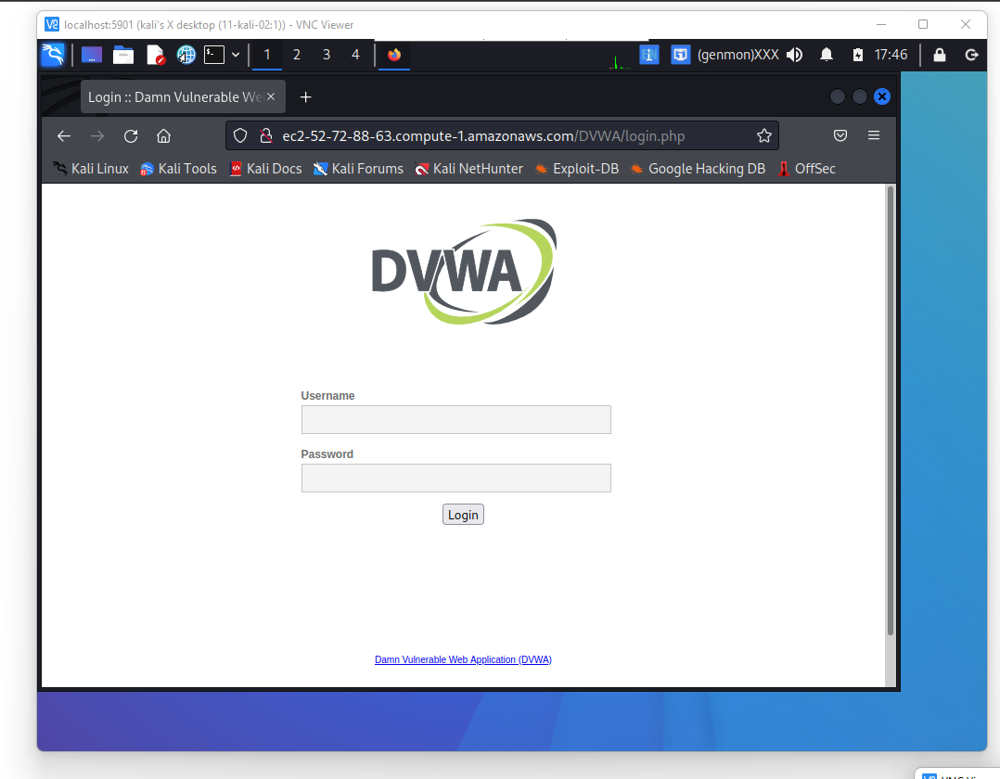 localhost:5901 (kali's X desktop (11-kali-02:1)) - VNC Viewer
1 2 3 4 (genmon)XXX 17:46
Login :: Damn Vulnerable We
ec2-52-72-88-63.compute-1.amazonaws.com/DVWA/login.php
Kali Linux Kali Tools Kali Docs Kali Forums Kali NetHunter Exploit-DB Google Hacking DB OffSec
DVWA
Username
Password
Login
Damn Vulnerable Web Application (DVWA)